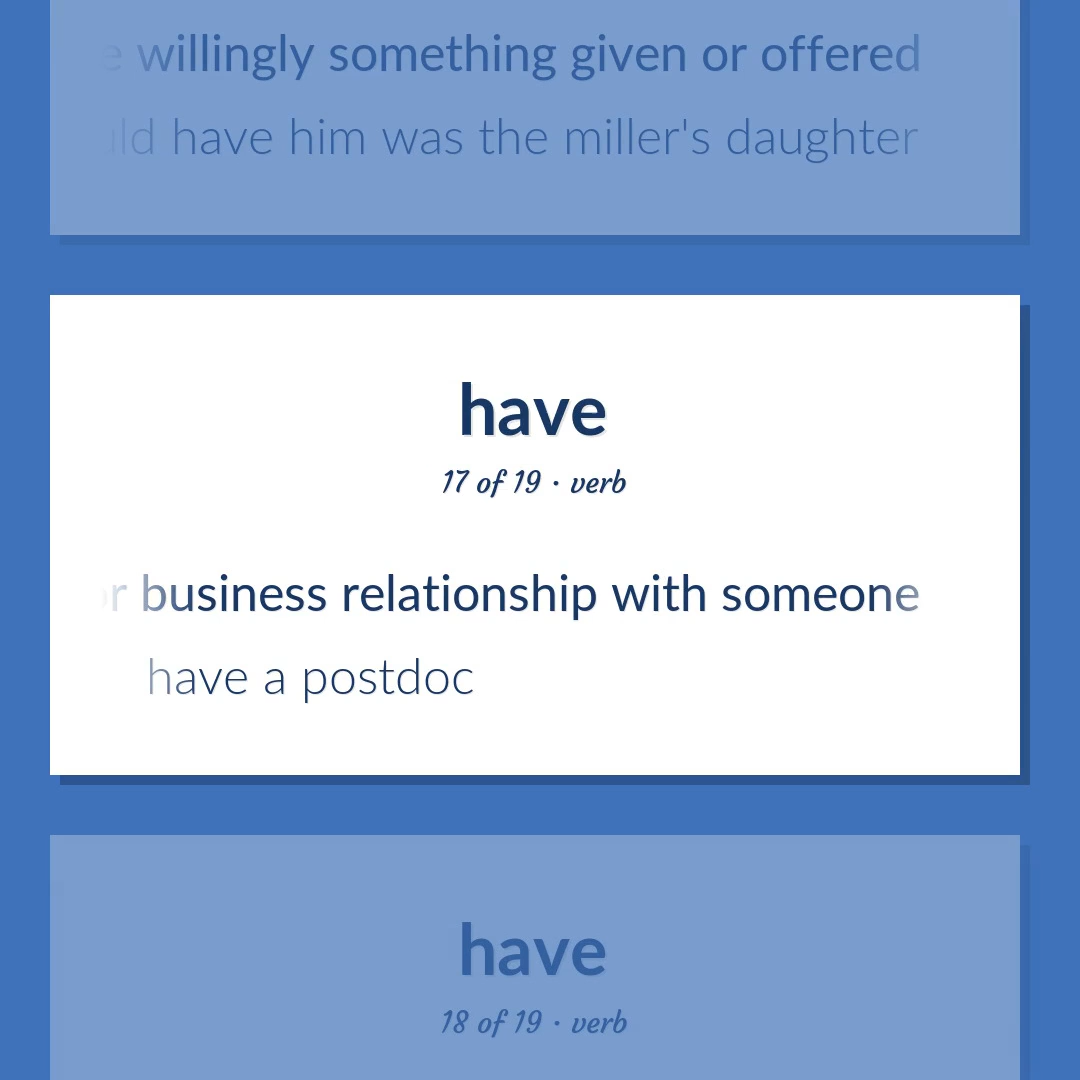 willingly something given or offered
have him was the miller's daughter
have
17 of 19 · verb
business relationship with someone
have a postdoc
have
18 of 19 · verb